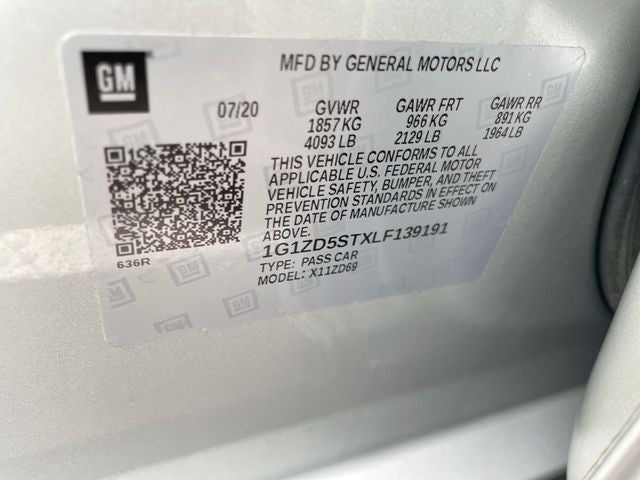 GM
MFD BY GENERAL MOTORS LLC
07/20 GVWR GAWR FRT GAWR RR
1857 KG 966 KG 891 KG
4093 LB 2129 LB 1964 LB
THIS VEHICLE CONFORMS TO ALL
APPLICABLE U.S. FEDERAL MOTOR
VEHICLE SAFETY, BUMPER, AND THEFT
PREVENTION STANDARDS IN EFFECT ON
THE DATE OF MANUFACTURE SHOWN
ABOVE.
1G1ZD5STXLF139191
636R
TYPE: PASS CAR
MODEL: X11ZD69